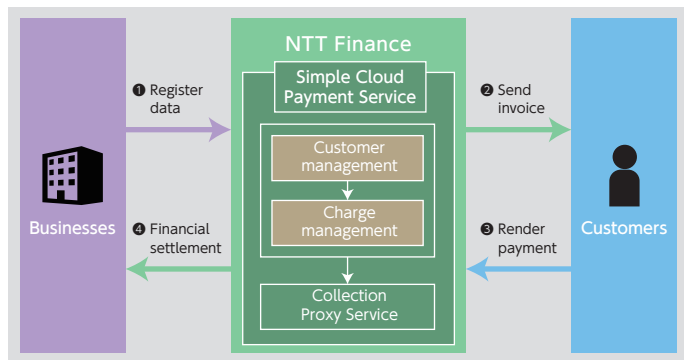 NTT Finance
Simple Cloud
Payment Service
❶ Register
data
❷ Send
invoice
Customer
management
Charge
management
Businesses
❹ Financial
settlement
❸ Render
payment
Customers
Collection
Proxy Service